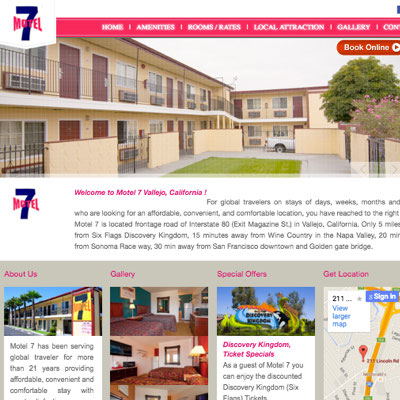 7
MOTEL
HOME | AMENITIES | ROOMS / RATES | LOCAL ATTRACTION | GALLERY | CON
Book Online
7
MOTEL
Welcome to Motel 7 Vallejo, California !
For global travelers on stays of days, weeks, months and
who are looking for an affordable, convenient, and comfortable location, you have reached to the right
Motel 7 is located frontage road of Interstate 80 (Exit Magazine St.) in Vallejo, California. Only 5 miles
from Six Flags Discovery Kingdom, 15 minutes away from Wine Country in the Napa Valley, 20 min
from Sonoma Race way, 30 min away from San Francisco downtown and Golden gate bridge.
About Us
Gallery
Special Offers
Get Location
211 ...
Sign in
View
larger
map
211 Lincoln Rd
DISCOVERY
KINGDOM
Motel 7 has been serving
global traveler for more
than 21 years providing
affordable, convenient and
comfortable stay with
Discovery Kingdom,
Ticket Specials
As a guest of Motel 7 you
can enjoy the discounted
Discovery Kingdom (Six
Flags) Tickets